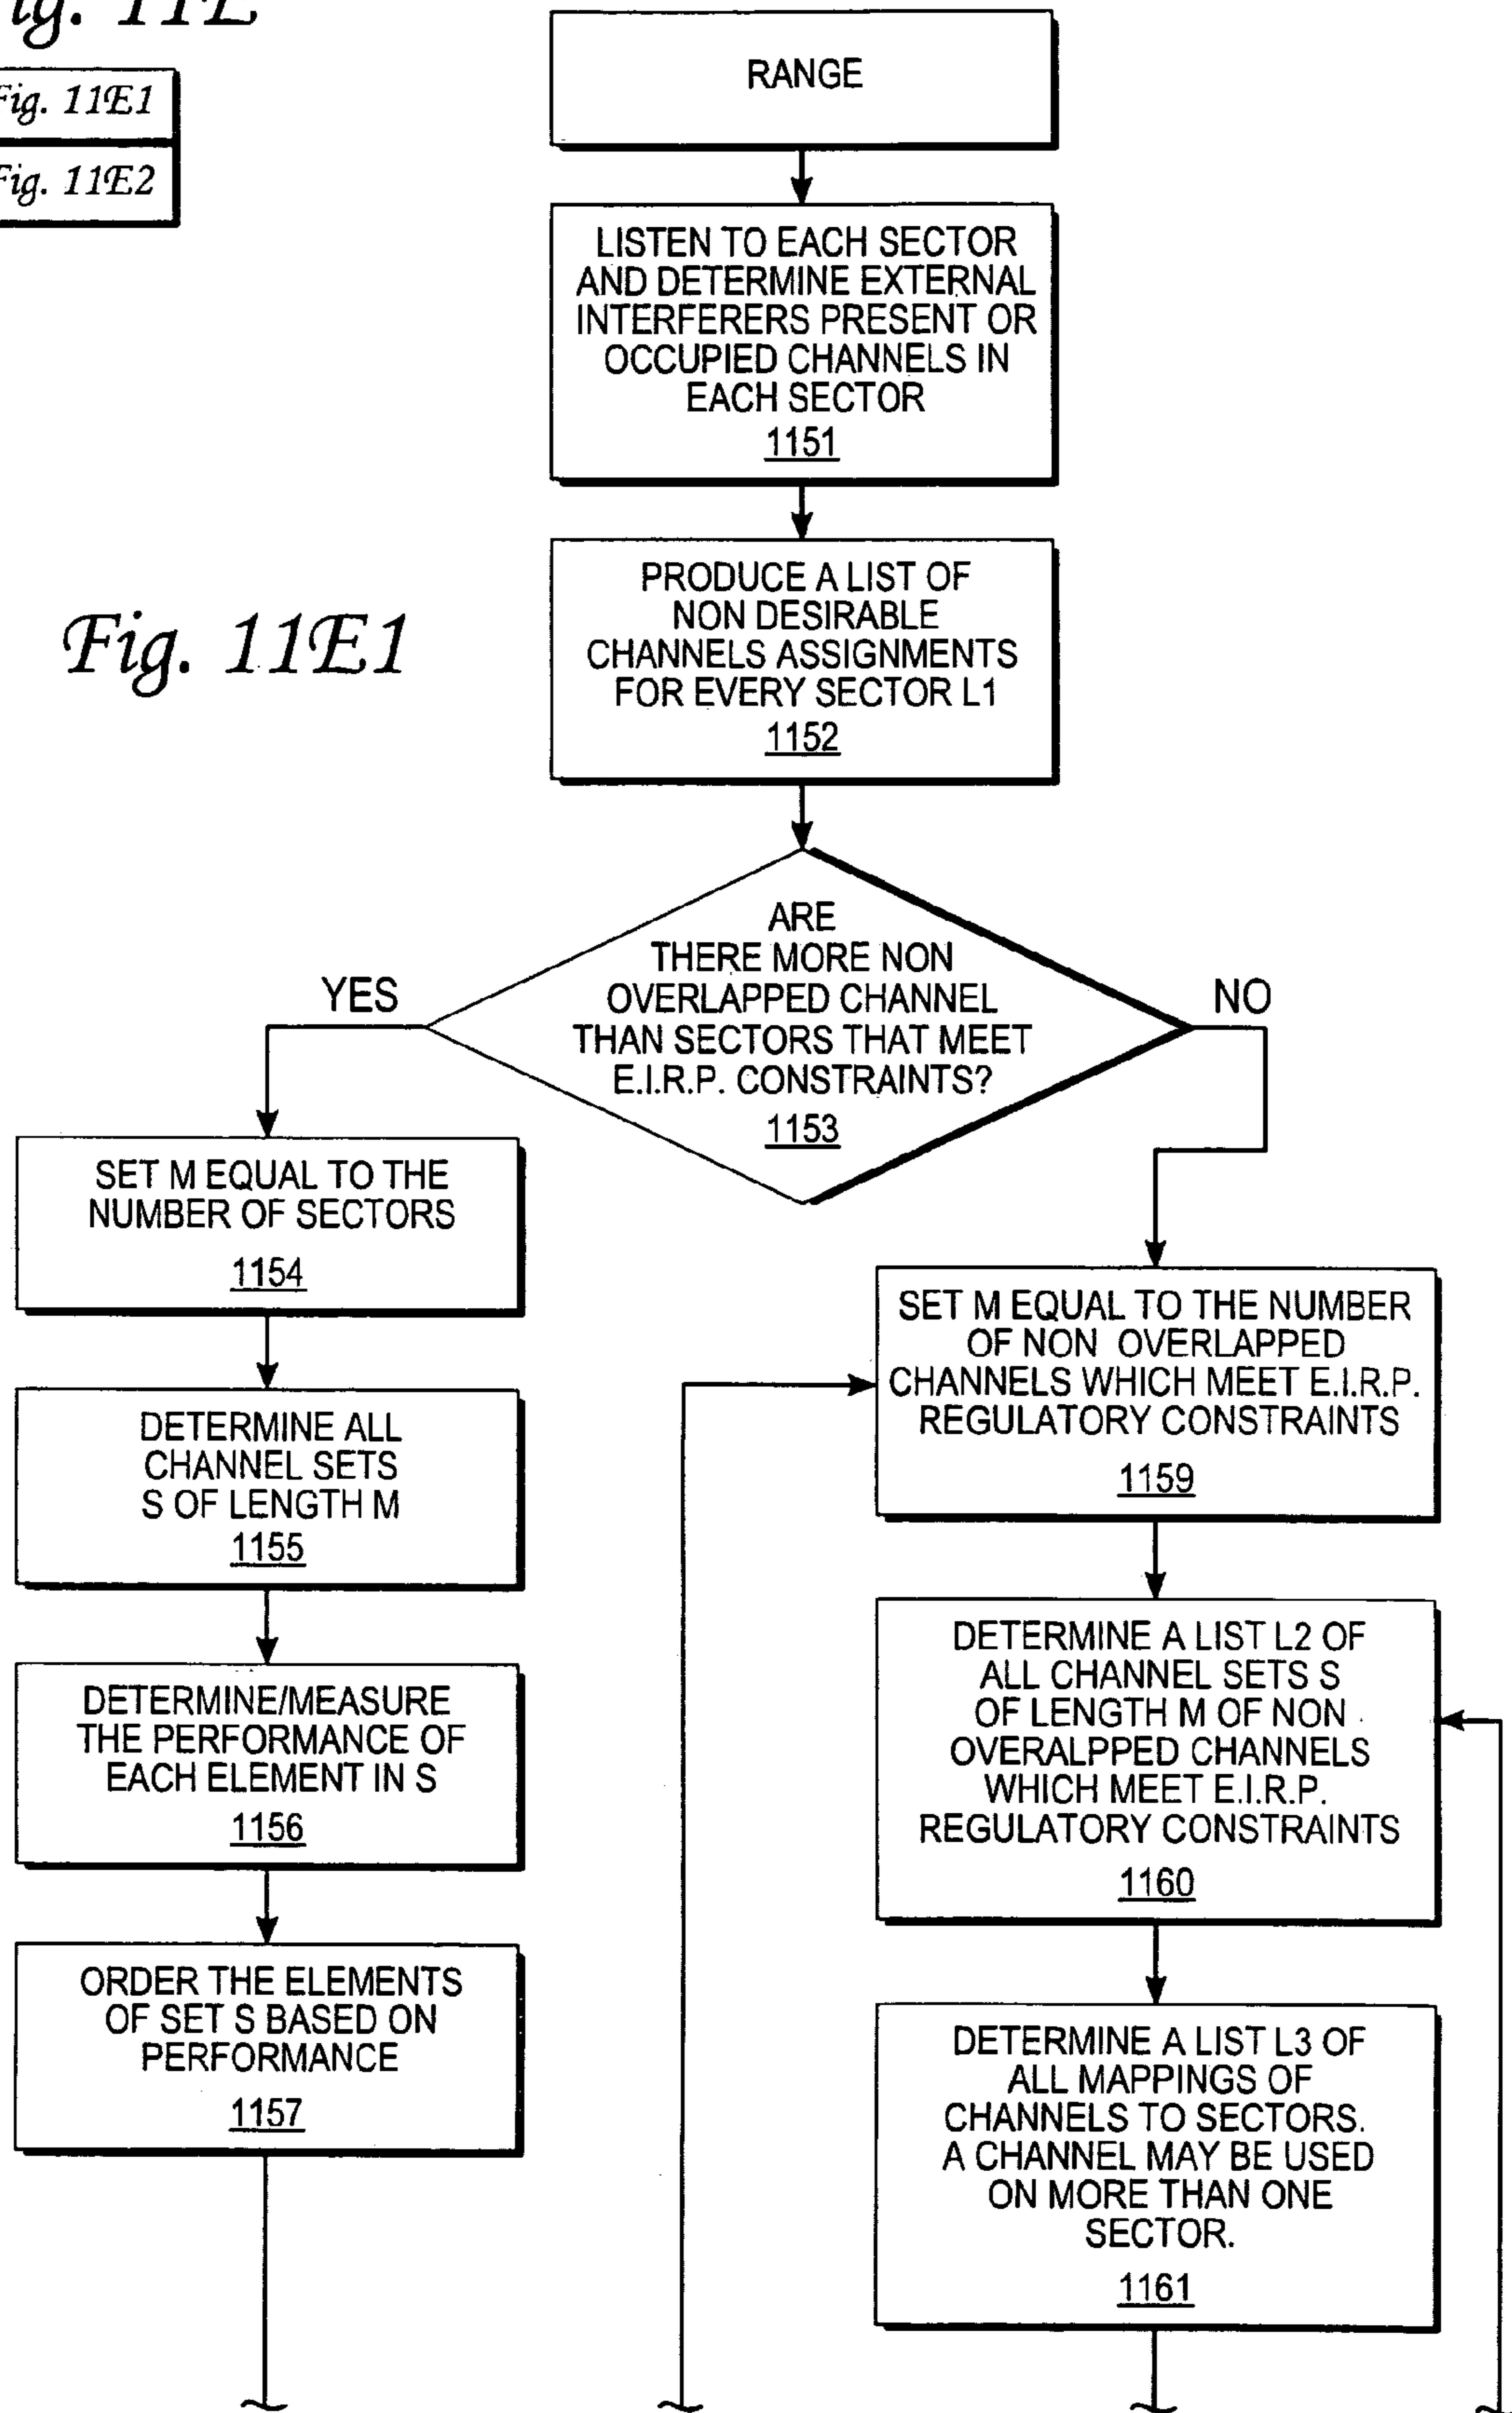 ig. 11E
Fig. 11E1
Fig. 11E2
RANGE
LISTEN TO EACH SECTOR
AND DETERMINE EXTERNAL
INTERFERERS PRESENT OR
OCCUPIED CHANNELS IN
EACH SECTOR
1151
PRODUCE A LIST OF
NON DESIRABLE
CHANNELS ASSIGNMENTS
FOR EVERY SECTOR L1
1152
Fig. 11E1
ARE
THERE MORE NON
OVERLAPPED CHANNEL
THAN SECTORS THAT MEET
E.I.R.P. CONSTRAINTS?
1153
YES
NO
SET M EQUAL TO THE
NUMBER OF SECTORS
1154
DETERMINE ALL
CHANNEL SETS
S OF LENGTH M
1155
DETERMINE/MEASURE
THE PERFORMANCE OF
EACH ELEMENT IN S
1156
ORDER THE ELEMENTS
OF SET S BASED ON
PERFORMANCE
1157
SET M EQUAL TO THE NUMBER
OF NON OVERLAPPED
CHANNELS WHICH MEET E.I.R.P.
REGULATORY CONSTRAINTS
1159
DETERMINE A LIST L2 OF
ALL CHANNEL SETS S
OF LENGTH M OF NON
OVERALPPED CHANNELS
WHICH MEET E.I.R.P.
REGULATORY CONSTRAINTS
1160
DETERMINE A LIST L3 OF
ALL MAPPINGS OF
CHANNELS TO SECTORS.
A CHANNEL MAY BE USED
ON MORE THAN ONE
SECTOR.
1161